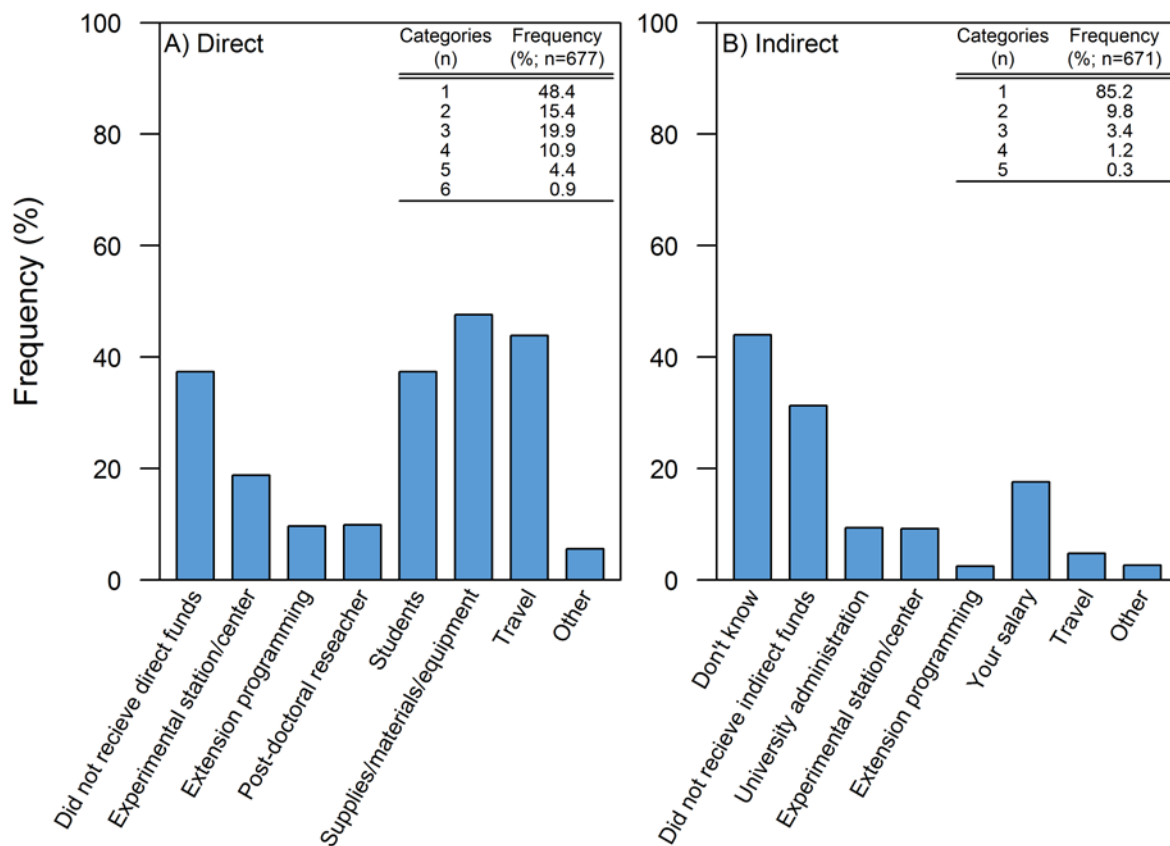 Frequency (%)
100
80
60
40
20
0
A) Direct
Categories Frequency
(n) (%; n=677)
1 48.4
2 15.4
3 19.9
4 10.9
5 4.4
6 0.9
Did not recieve direct funds
Experimental station/center
Extension programming
Post-doctoral reseacher
Students
Supplies/materials/equipment
Travel
Other
100
80
60
40
20
0
B) Indirect
Categories Frequency
(n) (%; n=671)
1 85.2
2 9.8
3 3.4
4 1.2
5 0.3
Don't know
Did not recieve indirect funds
University administration
Experimental station/center
Extension programming
Your salary
Travel
Other